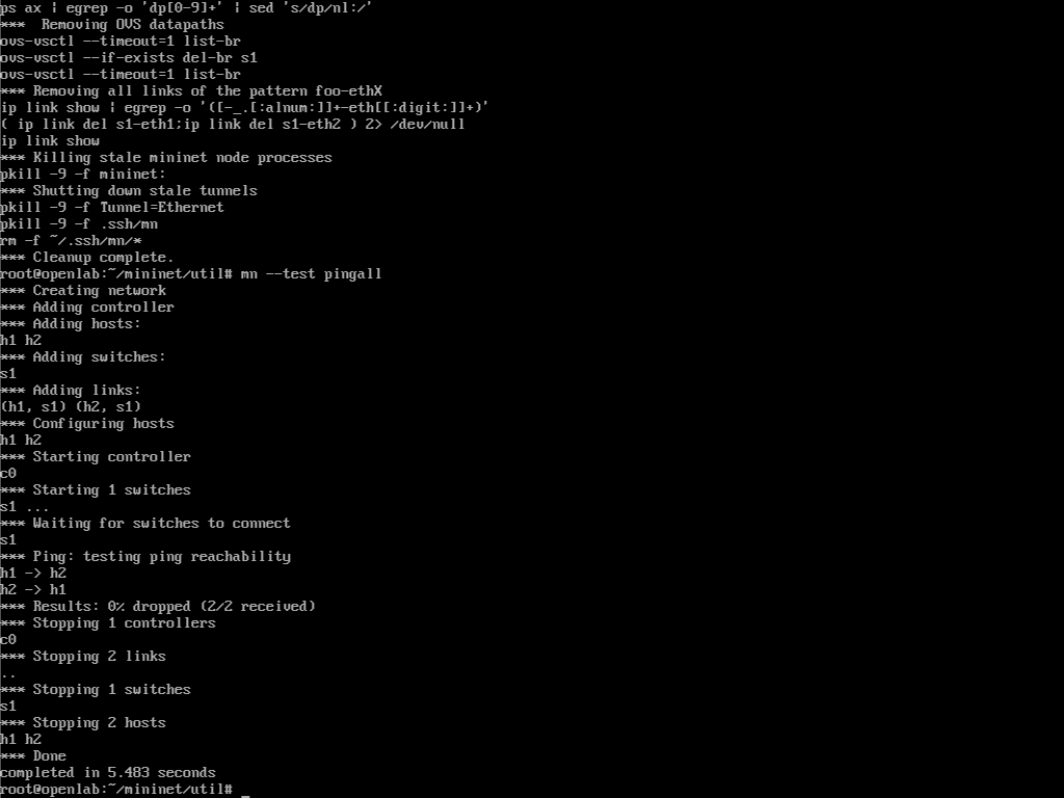 ps ax | egrep -o 'dp[0-9]+' | sed 's/dp/nl:/'
***  Removing OVS datapaths
ovs-vsctl --timeout=1 list-br
ovs-vsctl --if-exists del-br s1
ovs-vsctl --timeout=1 list-br
*** Removing all links of the pattern foo-ethX
ip link show | egrep -o '([-_.[:alnum:]]+-eth[[:digit:]]+)'
( ip link del s1-eth1;ip link del s1-eth2 ) 2> /dev/null
ip link show
*** Killing stale mininet node processes
pkill -9 -f mininet:
*** Shutting down stale tunnels
pkill -9 -f Tunnel=Ethernet
pkill -9 -f .ssh/mn
rm -f ~/.ssh/mn/*
*** Cleanup complete.
root@openlab:~/mininet/util# mn --test pingall
*** Creating network
*** Adding controller
*** Adding hosts:
h1 h2
*** Adding switches:
s1
*** Adding links:
(h1, s1) (h2, s1)
*** Configuring hosts
h1 h2
*** Starting controller
c0
*** Starting 1 switches
s1 ...
*** Waiting for switches to connect
s1
*** Ping: testing ping reachability
h1 -> h2
h2 -> h1
*** Results: 0% dropped (2/2 received)
*** Stopping 1 controllers
c0
*** Stopping 2 links
..
*** Stopping 1 switches
s1
*** Stopping 2 hosts
h1 h2
*** Done
completed in 5.483 seconds
root@openlab:~/mininet/util# _